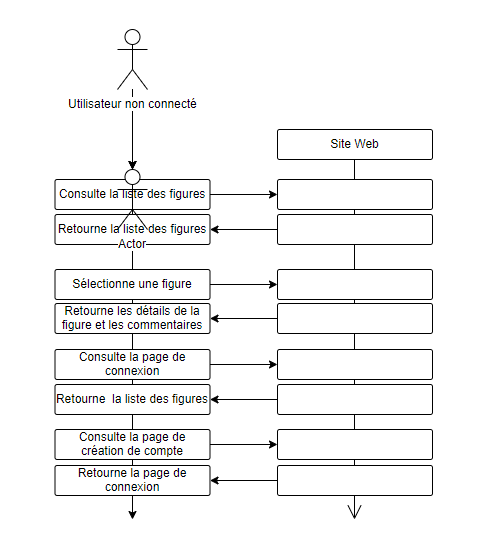 Utilisateur non connecté
Site Web
Consulte la liste des figures
Retourne la liste des figures
Actor
Sélectionne une figure
Retourne les détails de la
figure et les commentaires
Consulte la page de
connexion
Retourne la liste des figures
Consulte la page de
création de compte
Retourne la page de
connexion